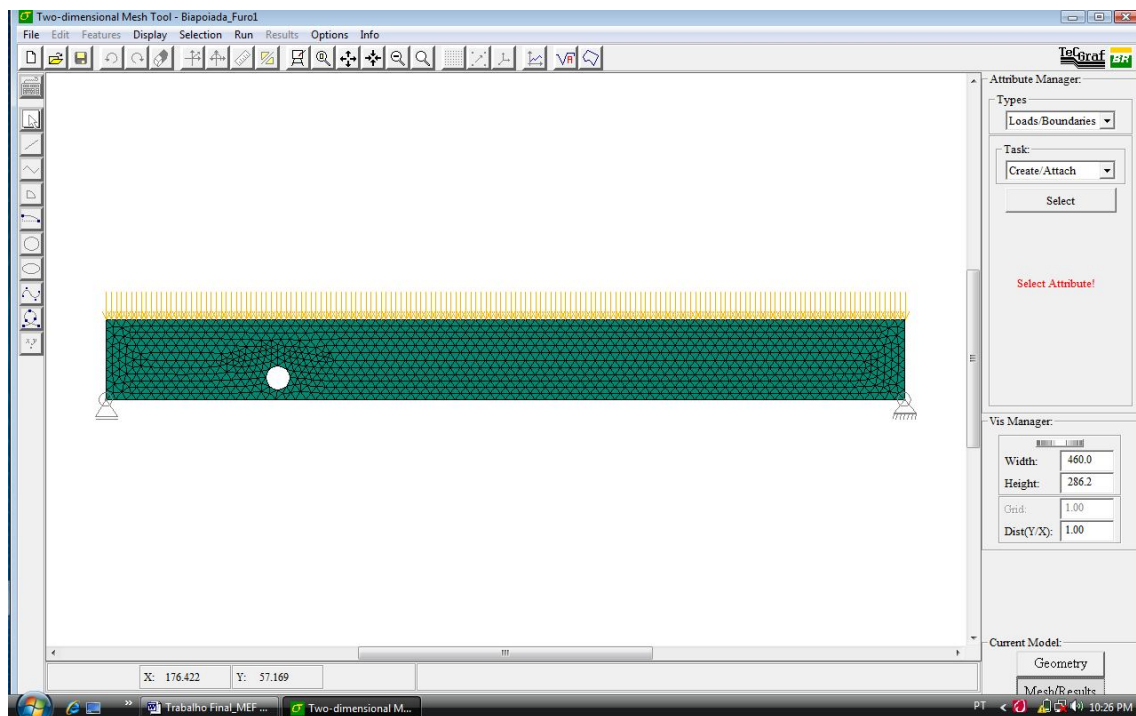 Two-dimensional Mesh Tool - Biapoiada_Furo1
File Edit Features Display Selection Run Results Options Info
TeCGraf BR
Attribute Manager:
Types
Loads/Boundaries
Task:
Create/Attach
Select
Select Attribute!
Vis Manager:
Width: 460.0
Height: 286.2
Grid: 1.00
Dist(Y/X): 1.00
Current Model:
Geometry
Mesh/Results
X: 176.422 Y: 57.169
» Trabalho Final_MEF ... Two-dimensional M... PT < 10:26 PM